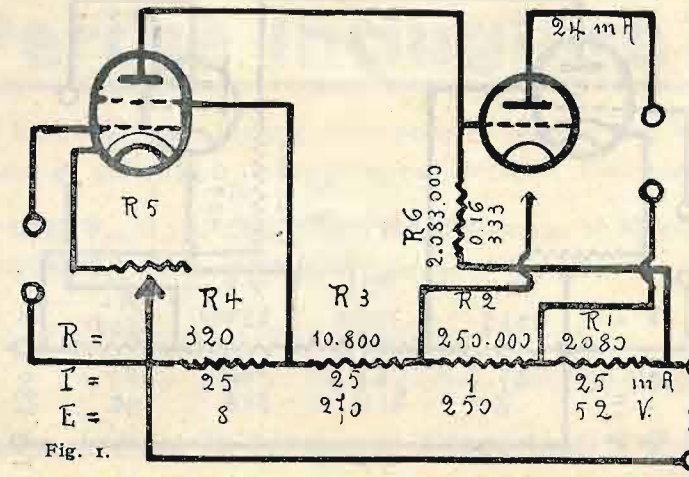 24 mA
R5
R6
2.083.000
0.16
333
R4 R3 R2 R1
R = 320 10.800 250.000 2080
I = 25 25 1 25 mA
E = 8 270 250 52 V.
Fig. 1.